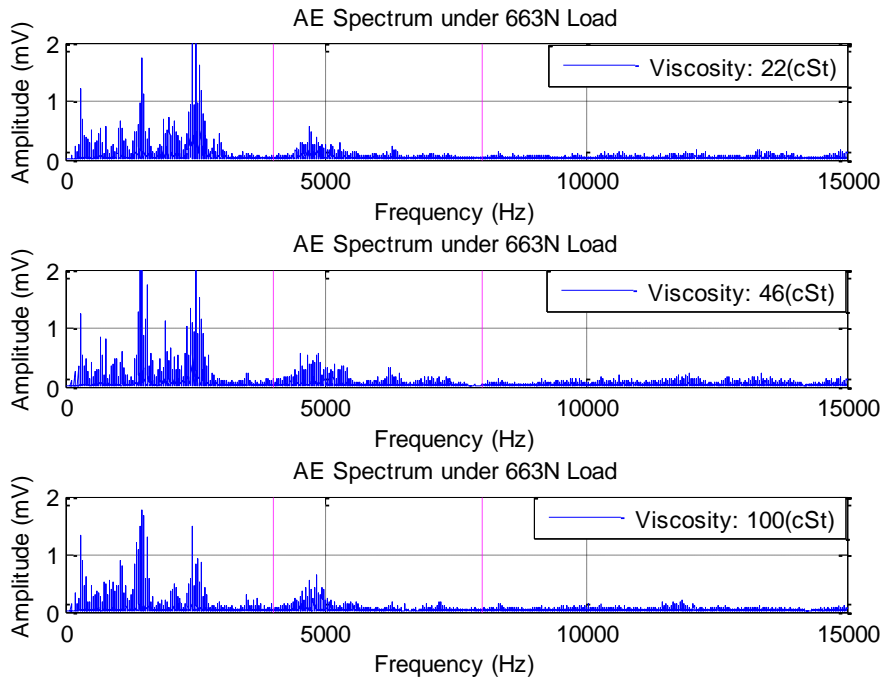 AE Spectrum under 663N Load
Amplitude (mV)
2
1
0
Viscosity: 22(cSt)
0 5000 10000 15000
Frequency (Hz)
AE Spectrum under 663N Load
Amplitude (mV)
2
1
0
Viscosity: 46(cSt)
0 5000 10000 15000
Frequency (Hz)
AE Spectrum under 663N Load
Amplitude (mV)
2
1
0
Viscosity: 100(cSt)
0 5000 10000 15000
Frequency (Hz)